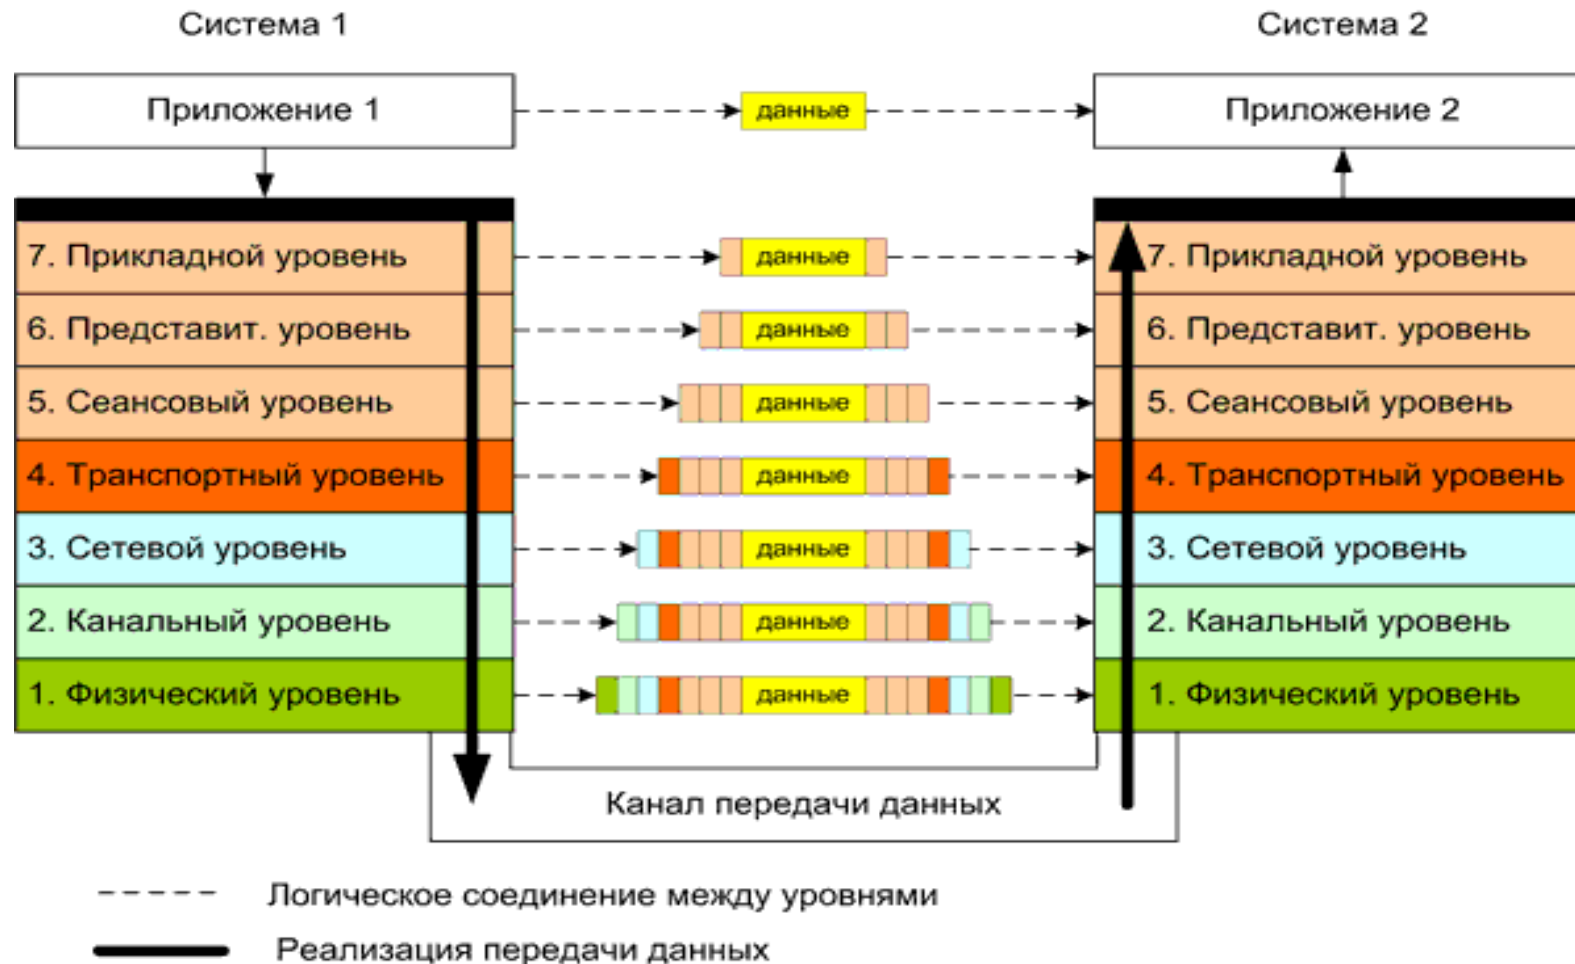 Система 1
Система 2
Приложение 1
данные
Приложение 2
7. Прикладной уровень
данные
7. Прикладной уровень
6. Представит. уровень
данные
6. Представит. уровень
5. Сеансовый уровень
данные
5. Сеансовый уровень
4. Транспортный уровень
данные
4. Транспортный уровень
3. Сетевой уровень
данные
3. Сетевой уровень
2. Канальный уровень
данные
2. Канальный уровень
1. Физический уровень
данные
1. Физический уровень
Канал передачи данных
Логическое соединение между уровнями
Реализация передачи данных